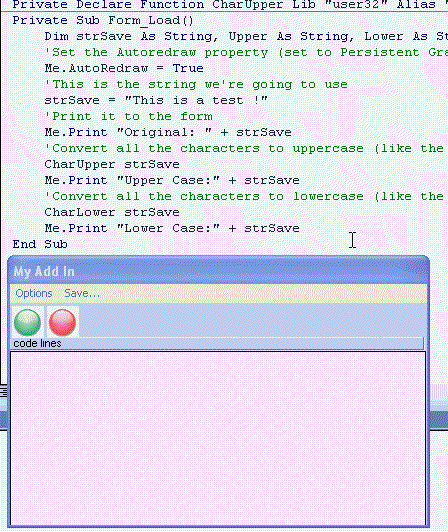 Private Declare Function CharUpper Lib "user32" Alias "
Private Sub Form_Load()
Dim strSave As String, Upper As String, Lower As St
'Set the Autoredraw property (set to Persistent Gra
Me.AutoRedraw = True
'This is the string we're going to use
strSave = "This is a test !"
'Print it to the form
Me.Print "Original: " + strSave
'Convert all the characters to uppercase (like the
CharUpper strSave
Me.Print "Upper Case:" + strSave
'Convert all the characters to lowercase (like the
CharLower strSave
Me.Print "Lower Case:" + strSave
End Sub
My Add In
Options Save...
code lines